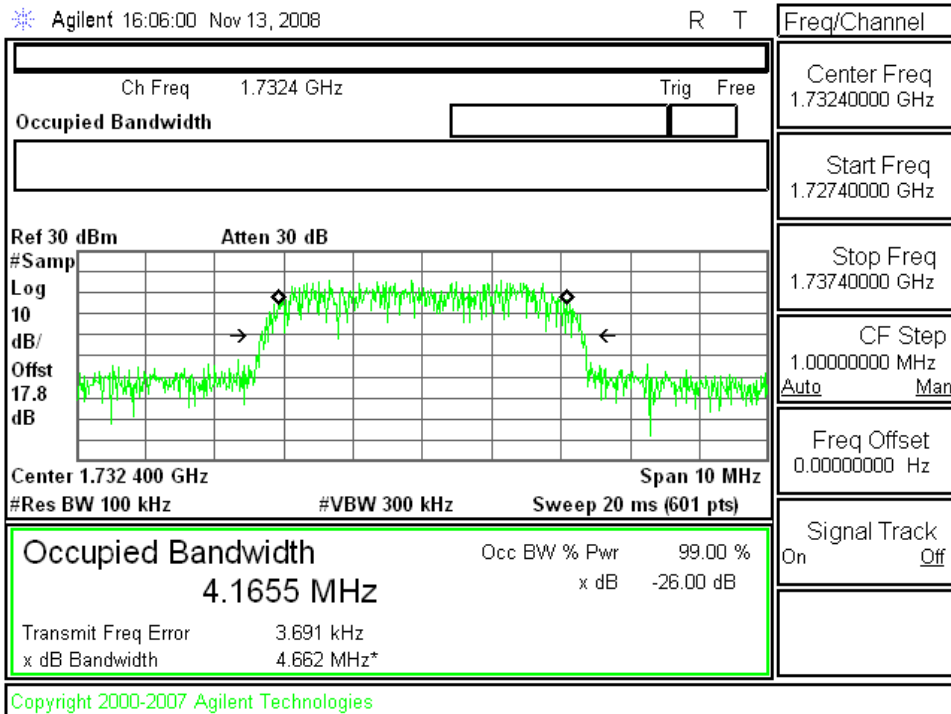 Agilent 16:06:00 Nov 13, 2008 R T
Freq/Channel
Ch Freq 1.7324 GHz Trig Free
Occupied Bandwidth
Center Freq
1.73240000 GHz
Start Freq
1.72740000 GHz
Stop Freq
1.73740000 GHz
CF Step
1.00000000 MHz
Auto Man
Freq Offset
0.00000000 Hz
Signal Track
On Off
Ref 30 dBm Atten 30 dB
#Samp
Log
10
dB/
Offst
17.8
dB
Center 1.732 400 GHz Span 10 MHz
#Res BW 100 kHz #VBW 300 kHz Sweep 20 ms (601 pts)
Occupied Bandwidth Occ BW % Pwr 99.00 %
4.1655 MHz x dB -26.00 dB
Transmit Freq Error 3.691 kHz
x dB Bandwidth 4.662 MHz*
Copyright 2000-2007 Agilent Technologies